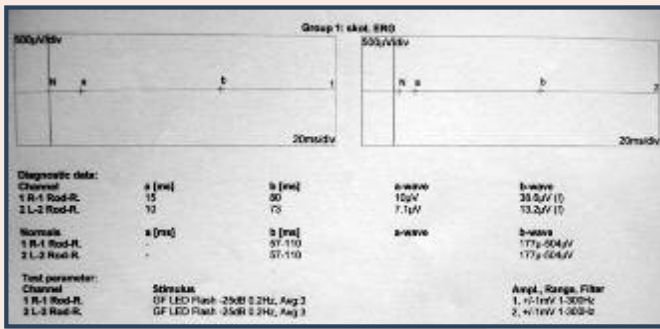 Group 1: skot. ERG
500µV/div 500µV/div
N a b 1 N a b 2
20ms/div 20ms/div
Diagnostic data:
Channel a [ms] b [ms] a-wave b-wave
1 R-1 Rod-R. 15 80 10µV (!)
2 L-2 Rod-R. 10 73 7.1µV 13.2µV (!)
Normals a [ms] b [ms] a-wave b-wave
1 R-1 Rod-R. - 57-110 177µ-504µV
2 L-2 Rod-R. - 57-110 177µ-504µV
Test parameter:
Channel Stimulus Ampl., Range, Filter
1 R-1 Rod-R. GF LED Flash -25dB 0.2Hz, Avg:3 1, +/-1mV 1-300Hz
2 L-2 Rod-R. GF LED Flash -25dB 0.2Hz, Avg:3 2, +/-1mV 1-300Hz